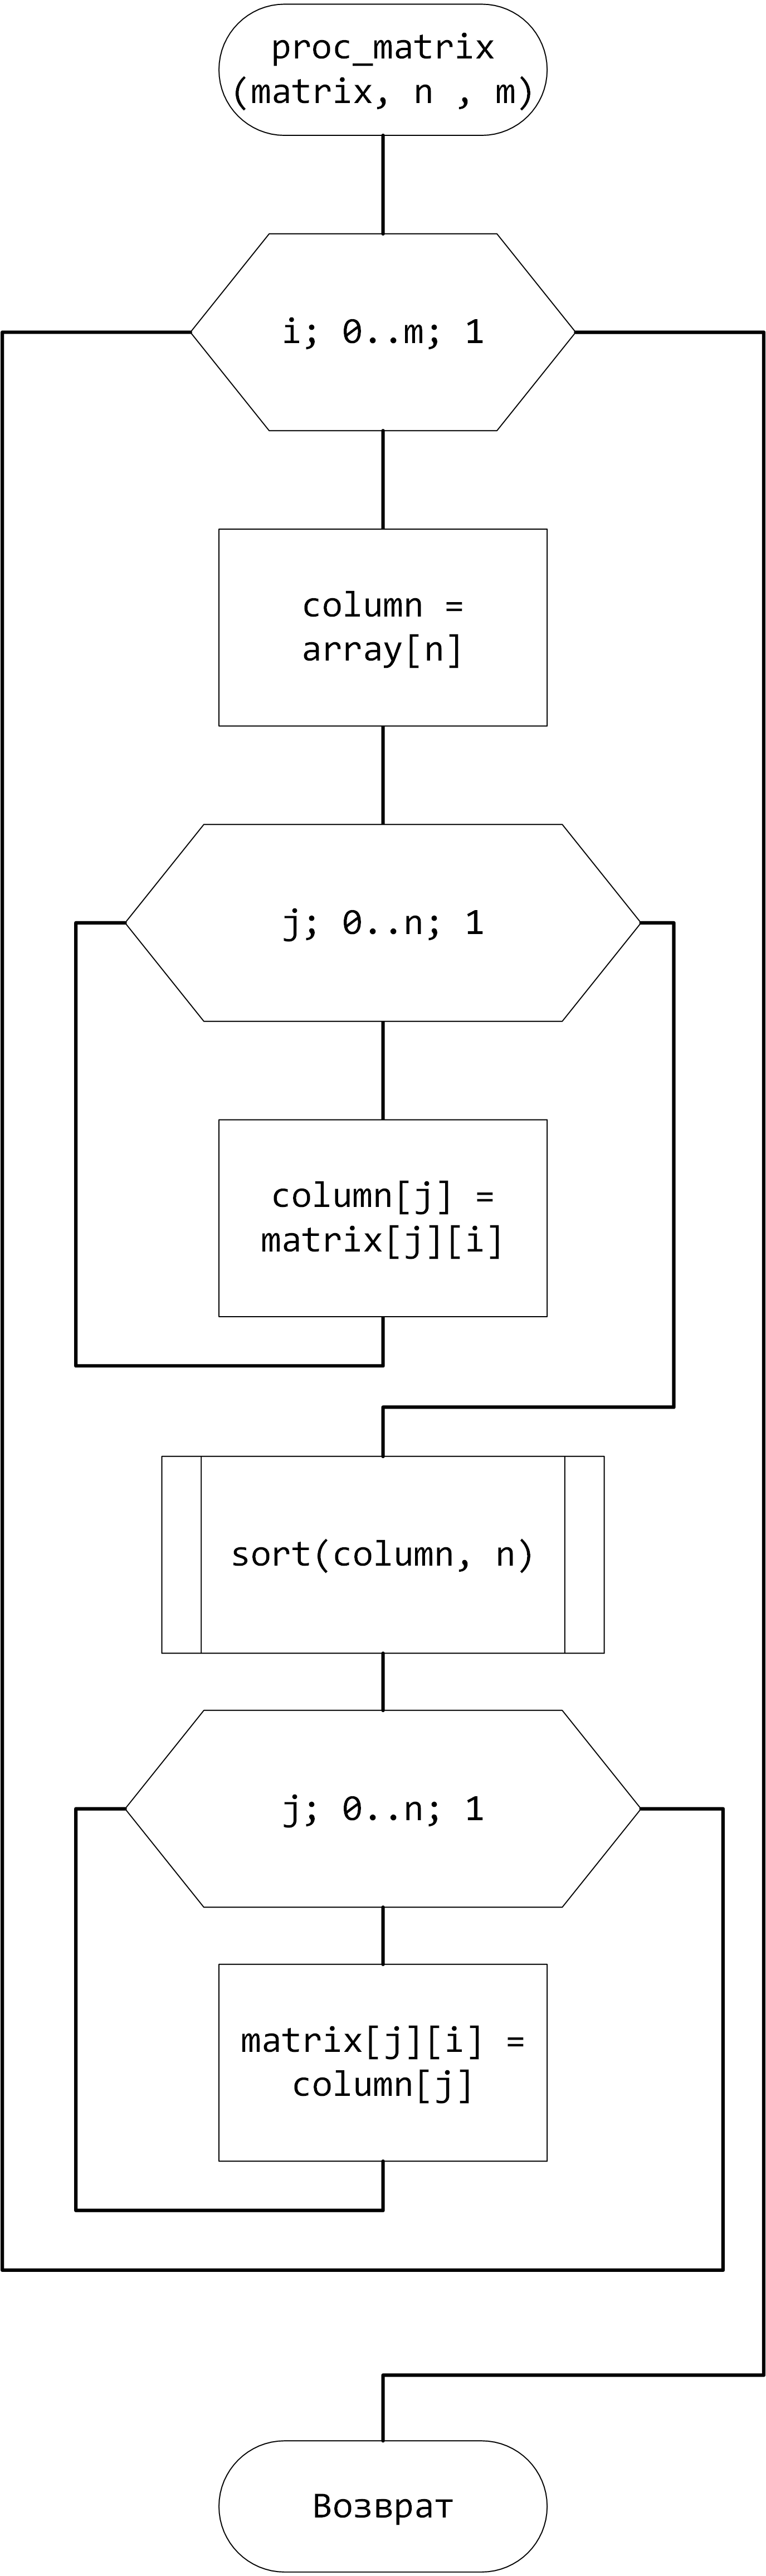 proc_matrix
(matrix, n , m)
i; 0..m; 1
column =
array[n]
j; 0..n; 1
column[j] =
matrix[j][i]
sort(column, n)
j; 0..n; 1
matrix[j][i] =
column[j]
Возврат